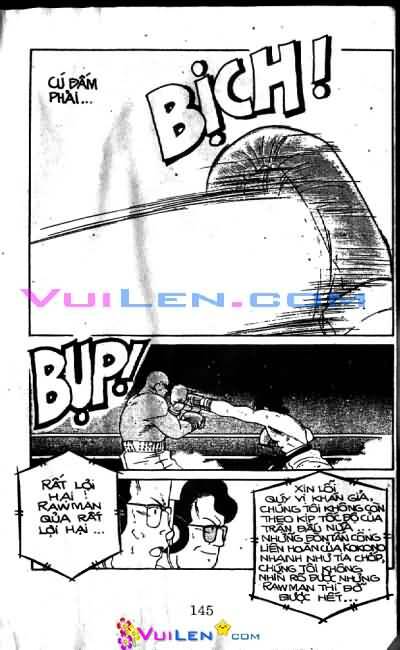 CÚ ĐẤM
PHẢI...
BỊCH!
VUILEN.COM
BỤP!
RẤT LỢI
HẠI!
RAWMAN
QUẢ RẤT
LỢI HẠI...
XIN LỖI
QUÝ VỊ KHÁN GIẢ,
CHÚNG TÔI KHÔNG CÒN
THEO KỊP TỐC ĐỘ CỦA
TRẬN ĐẤU NỮA...
NHỮNG ĐÒN TẤN CÔNG
LIÊN HOÀN CỦA KOKONO
NHANH NHƯ TIA CHỚP,
CHÚNG TÔI KHÔNG
NHÌN RÕ ĐƯỢC NHƯNG
RAWMAN THÌ ĐỠ
ĐƯỢC HẾT...
145
VUILEN.COM